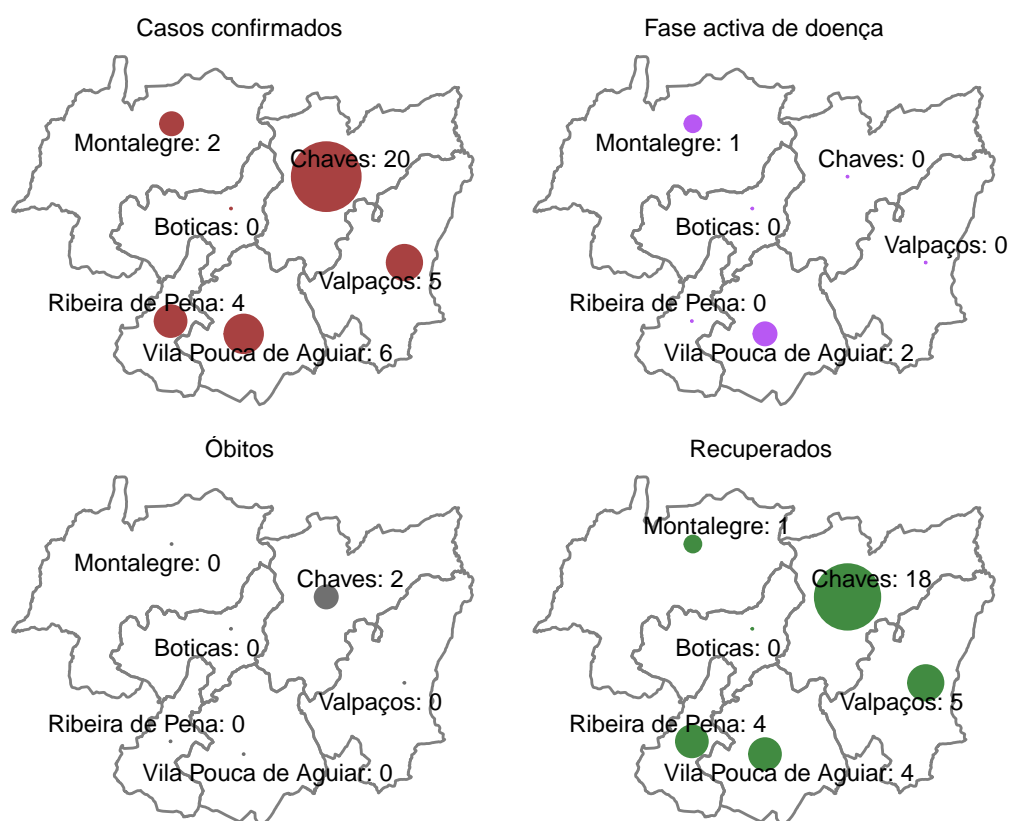 Casos confirmados
Montalegre: 2
Chaves: 20
Boticas: 0
Valpaços: 5
Ribeira de Pena: 4
Vila Pouca de Aguiar: 6
Fase activa de doença
Montalegre: 1
Chaves: 0
Boticas: 0
Valpaços: 0
Ribeira de Pena: 0
Vila Pouca de Aguiar: 2
Óbitos
Montalegre: 0
Chaves: 2
Boticas: 0
Valpaços: 0
Ribeira de Pena: 0
Vila Pouca de Aguiar: 0
Recuperados
Montalegre: 1
Chaves: 18
Boticas: 0
Valpaços: 5
Ribeira de Pena: 4
Vila Pouca de Aguiar: 4